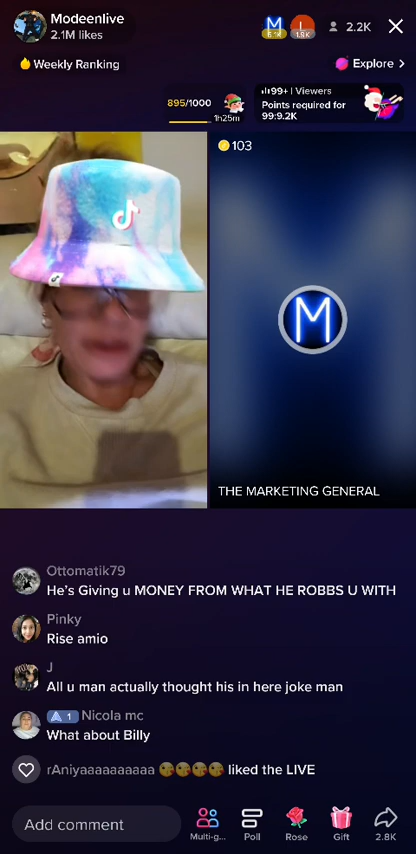 Modeenlive
2.1M likes
M
L
1.9K
2.2K
Weekly Ranking
Explore
895/1000
1h25m
99+ | Viewers
Points required for
99:9.2K
103
M
THE MARKETING GENERAL
Ottomatik79
He's Giving u MONEY FROM WHAT HE ROBBS U WITH
Pinky
Rise amio
J
All u man actually thought his in here joke man
1 Nicola mc
What about Billy
rAniyaaaaaaaaaa 😘😘😘😘 liked the LIVE
Add comment
Multi-g...
Poll
Rose
Gift
2.8K